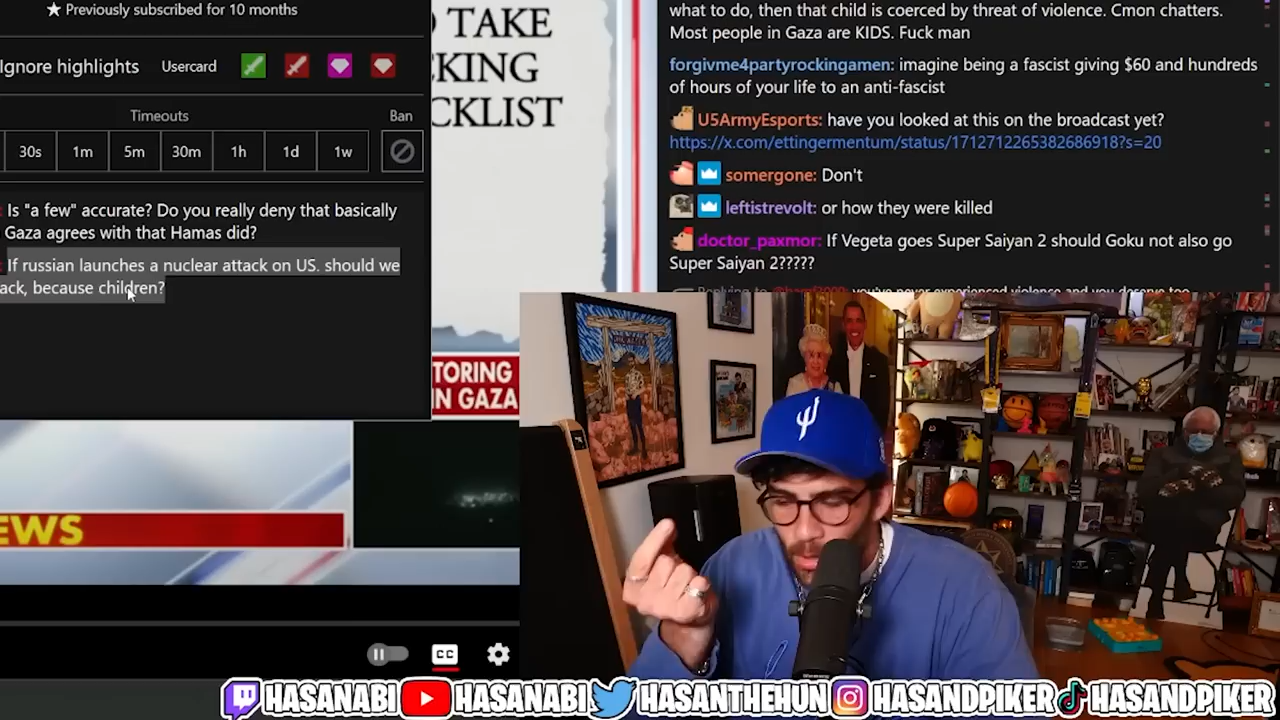 ★ Previously subscribed for 10 months
Ignore highlights
Usercard
Timeouts
Ban
30s
1m
5m
30m
1h
1d
1w
: Is "a few" accurate? Do you really deny that basically
Gaza agrees with that Hamas did?
: If russian launches a nuclear attack on US. should we
ack, because children?
TAKE
KING
CKLIST
TORING
IN GAZA
EWS
CC
what to do, then that child is coerced by threat of violence. Cmon chatters.
Most people in Gaza are KIDS. Fuck man
forgivme4partyrockingamen: imagine being a fascist giving $60 and hundreds
of hours of your life to an anti-fascist
U5ArmyEsports: have you looked at this on the broadcast yet?
https://x.com/ettingermentum/status/1712712265382686918?s=20
somergone: Don't
leftistrevolt: or how they were killed
doctor_paxmor: If Vegeta goes Super Saiyan 2 should Goku not also go
Super Saiyan 2?????
HASANABI HASANABI HASANTHEHUN HASANDPIKER HASANDPIKER